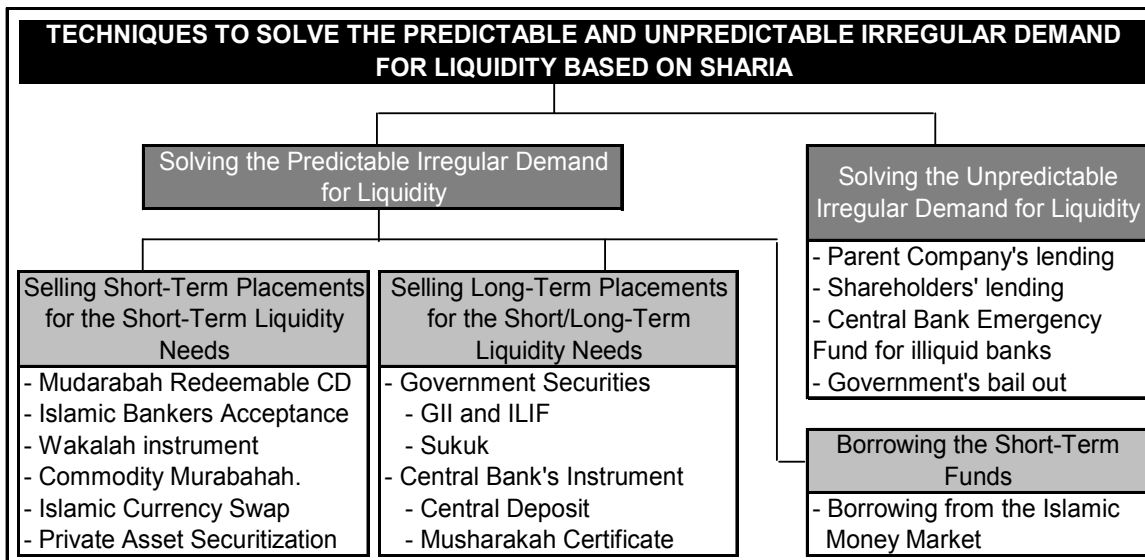 TECHNIQUES TO SOLVE THE PREDICTABLE AND UNPREDICTABLE IRREGULAR DEMAND
FOR LIQUIDITY BASED ON SHARIA
Solving the Predictable Irregular Demand
for Liquidity
Solving the Unpredictable
Irregular Demand for Liquidity
- Parent Company's lending
- Shareholders' lending
- Central Bank Emergency
Fund for illiquid banks
- Government's bail out
Selling Short-Term Placements
for the Short-Term Liquidity
Needs
- Mudarabah Redeemable CD
- Islamic Bankers Acceptance
- Wakalah instrument
- Commodity Murabahah.
- Islamic Currency Swap
- Private Asset Securitization
Selling Long-Term Placements
for the Short/Long-Term
Liquidity Needs
- Government Securities
- GII and ILIF
- Sukuk
- Central Bank's Instrument
- Central Deposit
- Musharakah Certificate
Borrowing the Short-Term
Funds
- Borrowing from the Islamic
Money Market